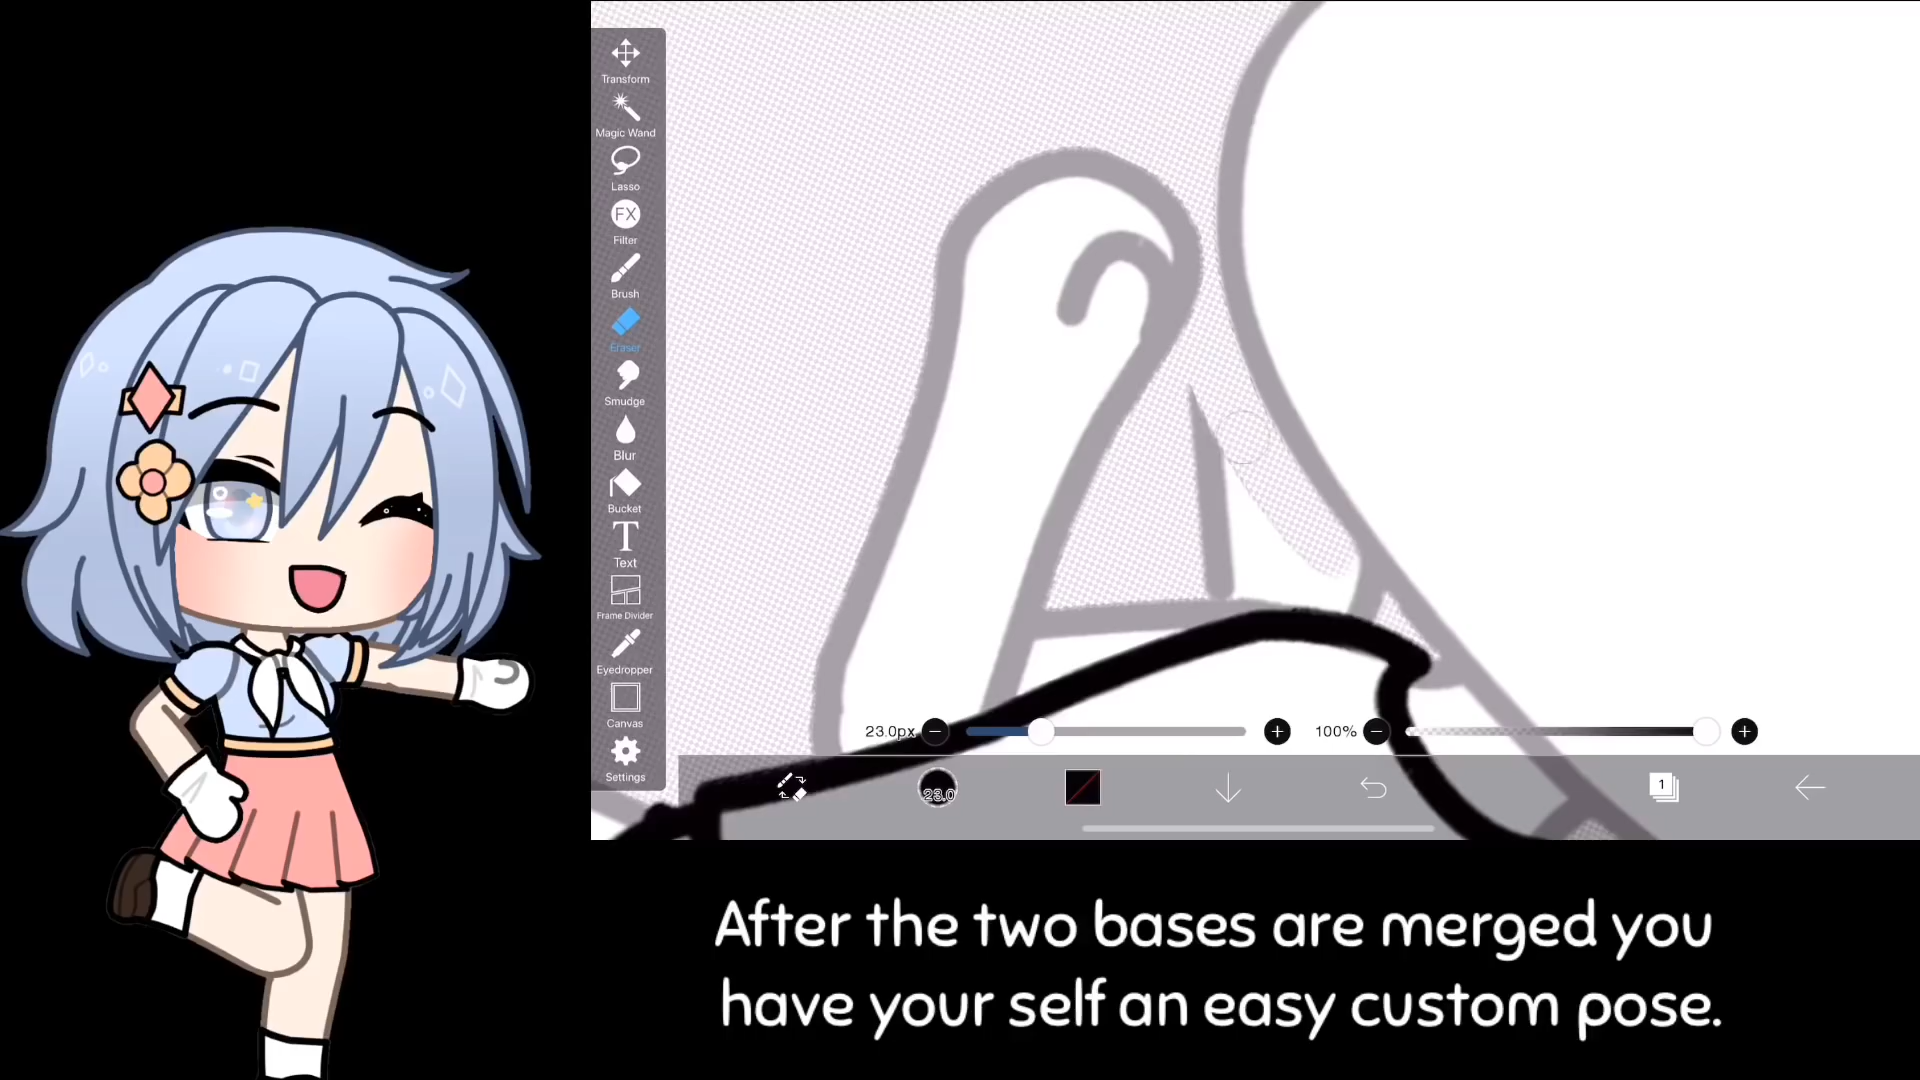 Transform
Magic Wand
Lasso
FX
Filter
Brush
Eraser
Smudge
Blur
Bucket
T
Text
Frame Divider
Eyedropper
Canvas
Settings
23.0px
100%
23.0
1
After the two bases are merged you
have your self an easy custom pose.